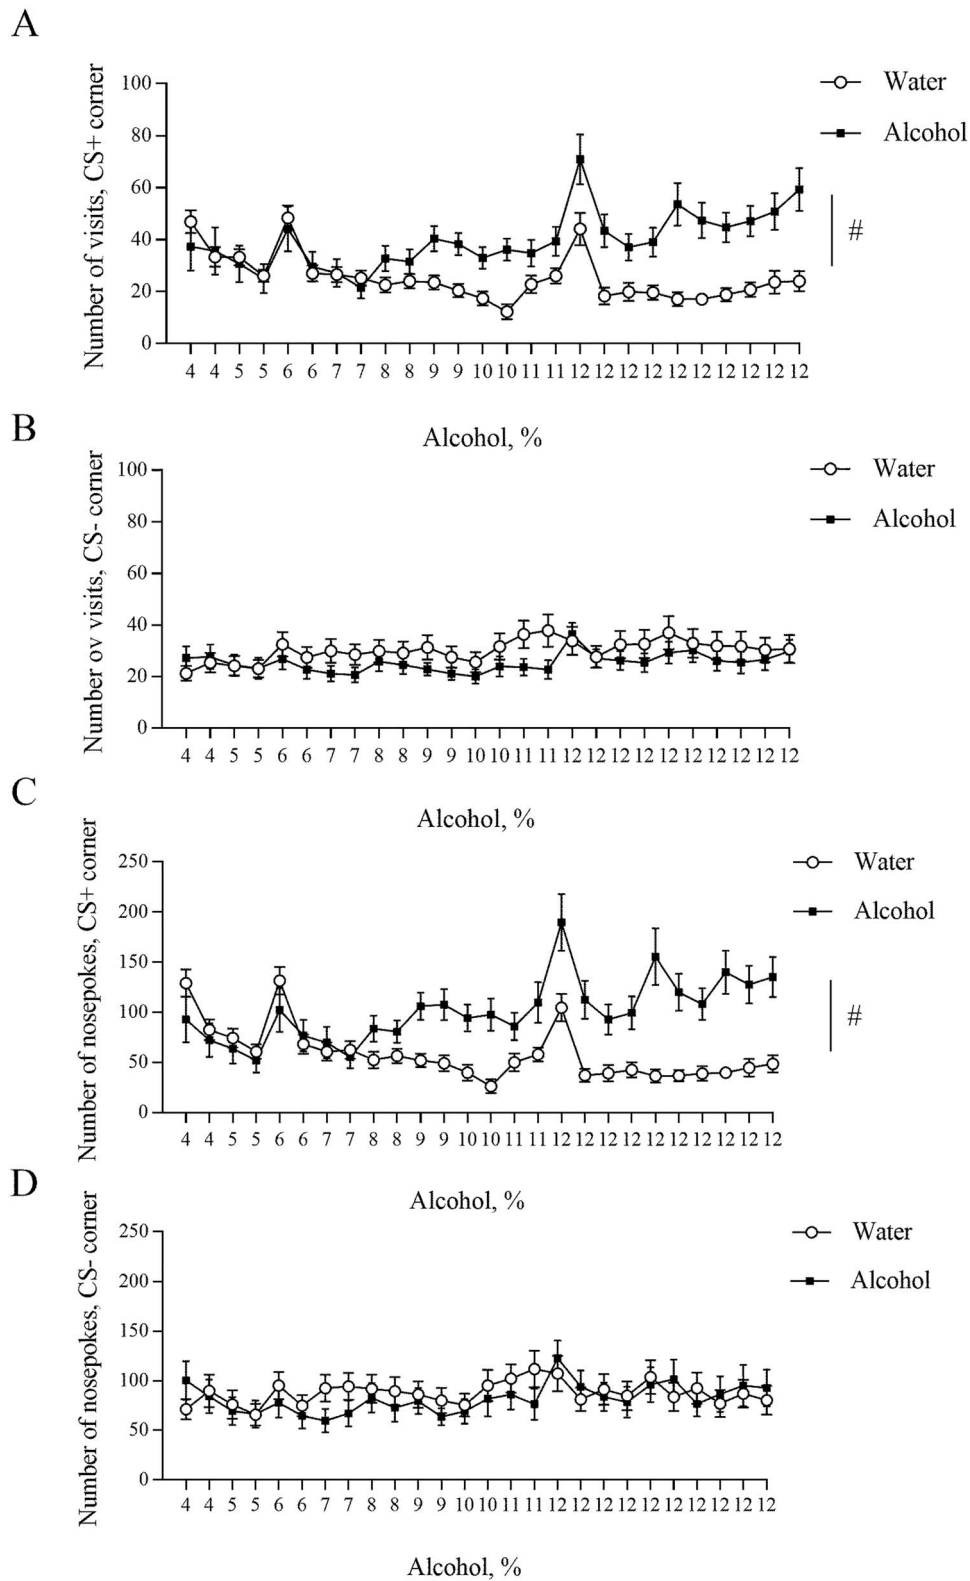 A
Number of visits, CS+ corner
100
80
60
40
20
0
Water
Alcohol
#
4 4 5 5 6 6 7 7 8 8 9 9 10 10 11 11 12 12 12 12 12 12 12 12 12 12
Alcohol, %
B
Number ov visits, CS- corner
100
80
60
40
20
0
Water
Alcohol
4 4 5 5 6 6 7 7 8 8 9 9 10 10 11 11 12 12 12 12 12 12 12 12 12 12
Alcohol, %
C
Number of nosepokes, CS+ corner
250
200
150
100
50
0
Water
Alcohol
#
4 4 5 5 6 6 7 7 8 8 9 9 10 10 11 11 12 12 12 12 12 12 12 12 12 12
Alcohol, %
D
Number of nosepokes, CS- corner
250
200
150
100
50
0
Water
Alcohol
4 4 5 5 6 6 7 7 8 8 9 9 10 10 11 11 12 12 12 12 12 12 12 12 12 12
Alcohol, %